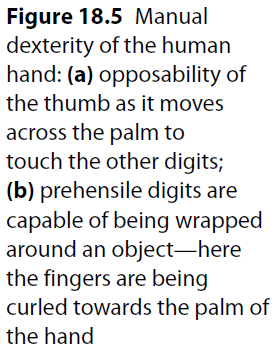 Figure 18.5 Manual
dexterity of the human
hand: (a) opposability of
the thumb as it moves
across the palm to
touch the other digits;
(b) prehensile digits are
capable of being wrapped
around an object—here
the fingers are being
curled towards the palm of
the hand